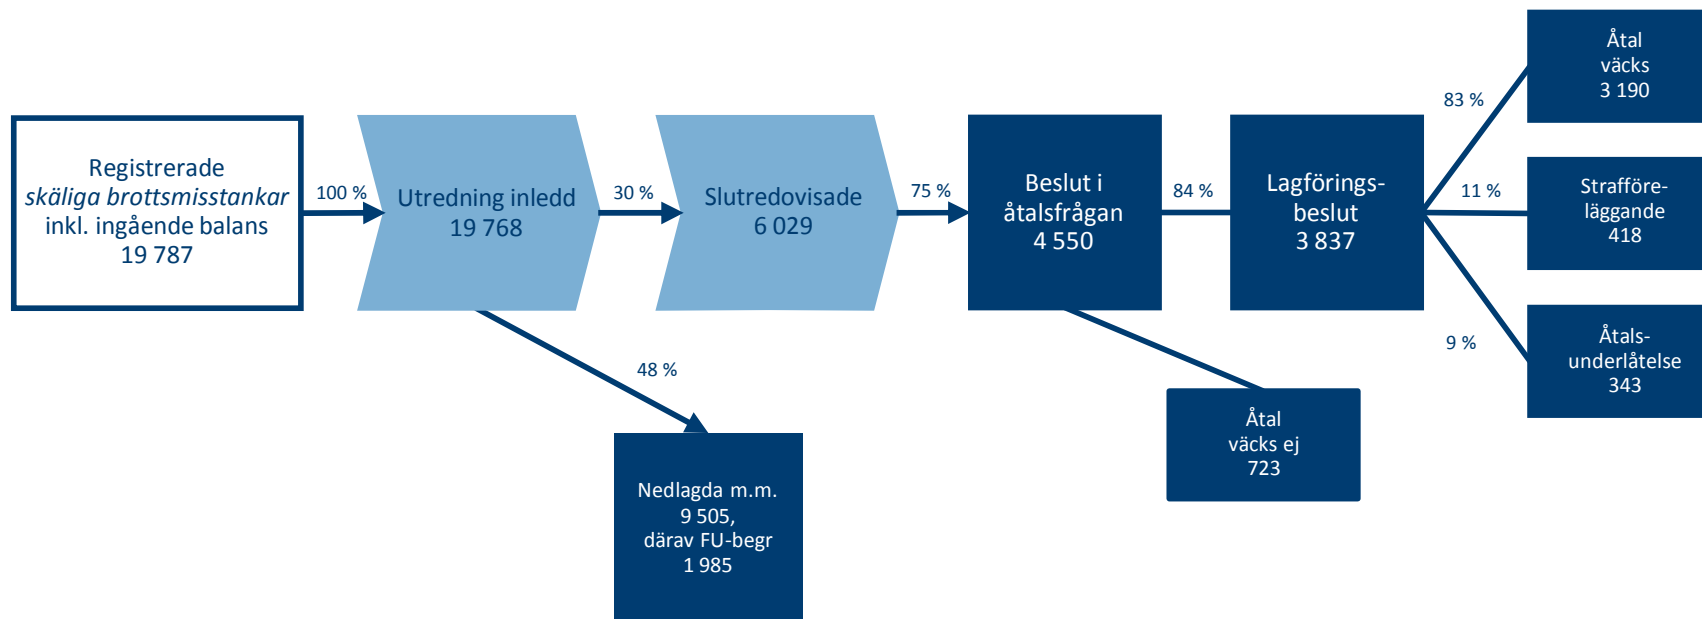 Registrerade
skäliga brottsmisstankar
inkl. ingående balans
19 787
100 %
Utredning inledd
19 768
30 %
Slutredovisade
6 029
75 %
Beslut i
åtalsfrågan
4 550
84 %
Lagförings-
beslut
3 837
83 %
Åtal
väcks
3 190
11 %
Strafföre-
läggande
418
9 %
Åtals-
underlåtelse
343
48 %
Nedlagda m.m.
9 505,
därav FU-begr
1 985
Åtal
väcks ej
723